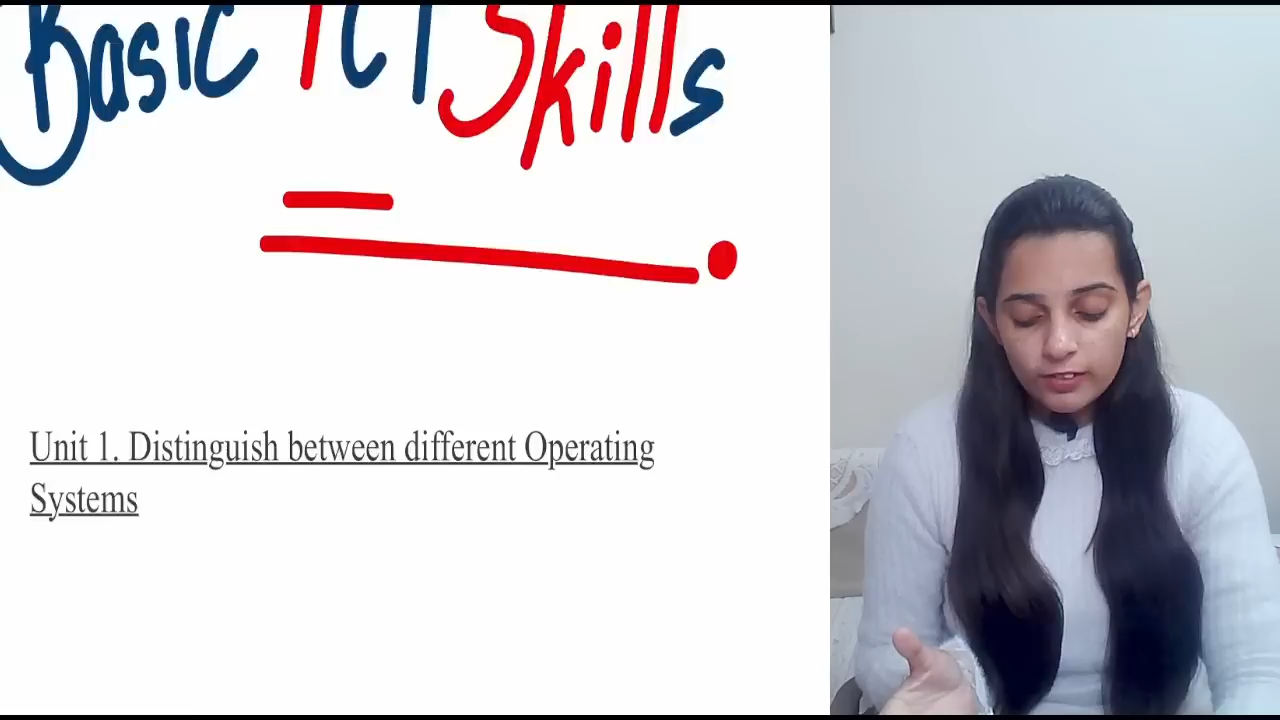 Basic ICT Skills
Unit 1. Distinguish between different Operating
Systems